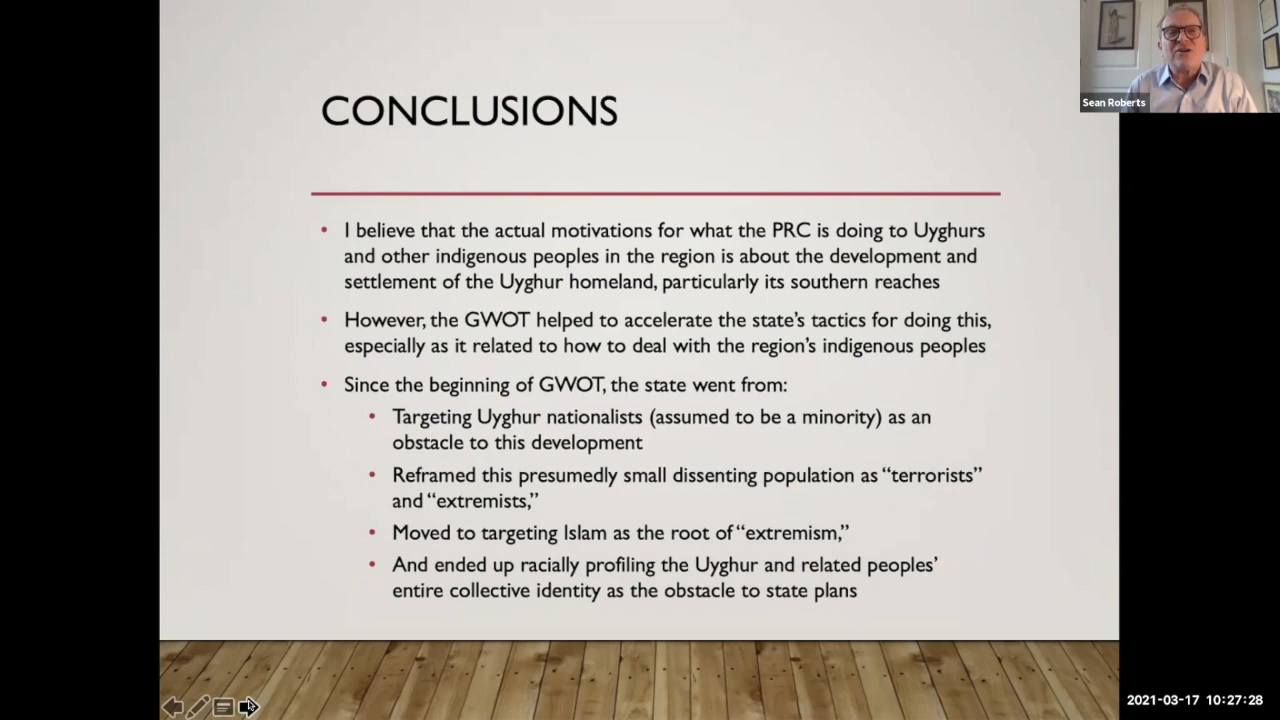 Sean Roberts
CONCLUSIONS
• I believe that the actual motivations for what the PRC is doing to Uyghurs
and other indigenous peoples in the region is about the development and
settlement of the Uyghur homeland, particularly its southern reaches
• However, the GWOT helped to accelerate the state's tactics for doing this,
especially as it related to how to deal with the region's indigenous peoples
• Since the beginning of GWOT, the state went from:
• Targeting Uyghur nationalists (assumed to be a minority) as an
obstacle to this development
• Reframed this presumedly small dissenting population as “terrorists”
and “extremists,”
• Moved to targeting Islam as the root of “extremism,”
• And ended up racially profiling the Uyghur and related peoples'
entire collective identity as the obstacle to state plans
2021-03-17 10:27:28